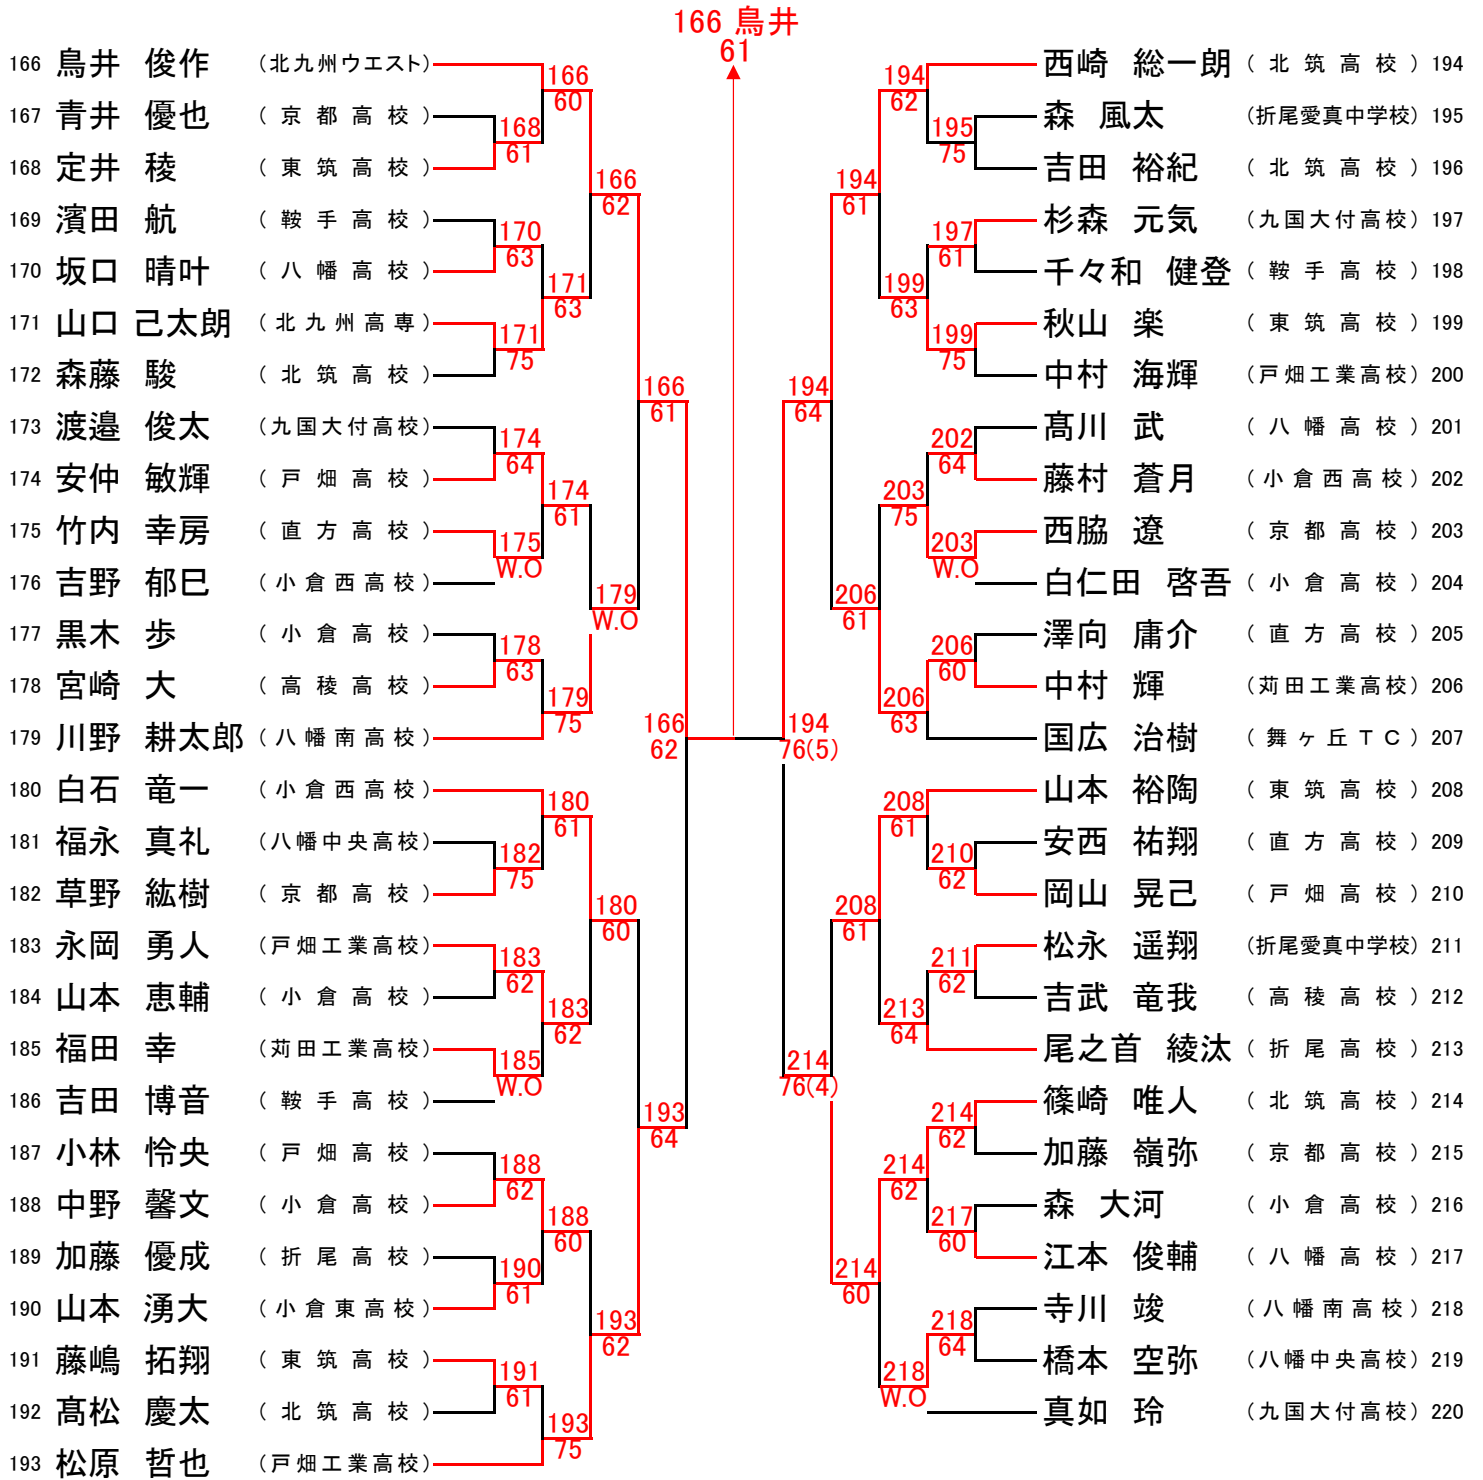 166 鳥井
61
166 鳥井 俊作 (北九州ウエスト)
167 青井 優也 (京都高校)
168 定井 稜 (東筑高校)
169 濱田 航 (鞍手高校)
170 坂口 晴叶 (八幡高校)
171 山口 己太朗 (北九州高専)
172 森藤 駿 (北筑高校)
173 渡邉 俊太 (九国大付高校)
174 安仲 敏輝 (戸畑高校)
175 竹内 幸房 (直方高校)
176 吉野 郁巳 (小倉西高校)
177 黒木 歩 (小倉高校)
178 宮崎 大 (高稜高校)
179 川野 耕太郎 (八幡南高校)
180 白石 竜一 (小倉西高校)
181 福永 真礼 (八幡中央高校)
182 草野 紘樹 (京都高校)
183 永岡 勇人 (戸畑工業高校)
184 山本 恵輔 (小倉高校)
185 福田 幸 (苅田工業高校)
186 吉田 博音 (鞍手高校)
187 小林 怜央 (戸畑高校)
188 中野 馨文 (小倉高校)
189 加藤 優成 (折尾高校)
190 山本 湧大 (小倉東高校)
191 藤嶋 拓翔 (東筑高校)
192 髙松 慶太 (北筑高校)
193 松原 哲也 (戸畑工業高校)
168
61
170
63
171
75
174
64
175
W.O
178
63
182
75
183
62
185
W.O
188
62
190
61
191
61
166
60
171
63
174
61
179
75
180
61
183
62
188
60
193
75
166
62
179
W.O
180
60
193
62
166
61
193
64
166
62
194
76(5)
194
64
214
76(4)
194
61
206
61
208
61
214
60
194
62
199
63
203
75
206
63
208
61
213
64
214
62
218
W.O
195
75
197
61
199
75
202
64
203
W.O
206
60
210
62
211
62
214
62
217
60
218
64
西崎 総一朗 (北筑高校) 194
森 風太 (折尾愛真中学校) 195
吉田 裕紀 (北筑高校) 196
杉森 元気 (九国大付高校) 197
千々和 健登 (鞍手高校) 198
秋山 楽 (東筑高校) 199
中村 海輝 (戸畑工業高校) 200
髙川 武 (八幡高校) 201
藤村 蒼月 (小倉西高校) 202
西脇 遼 (京都高校) 203
白仁田 啓吾 (小倉高校) 204
澤向 庸介 (直方高校) 205
中村 輝 (苅田工業高校) 206
国広 治樹 (舞ヶ丘TC) 207
山本 裕陶 (東筑高校) 208
安西 祐翔 (直方高校) 209
岡山 晃己 (戸畑高校) 210
松永 遥翔 (折尾愛真中学校) 211
吉武 竜我 (高稜高校) 212
尾之首 綾汰 (折尾高校) 213
篠崎 唯人 (北筑高校) 214
加藤 嶺弥 (京都高校) 215
森 大河 (小倉高校) 216
江本 俊輔 (八幡高校) 217
寺川 竣 (八幡南高校) 218
橋本 空弥 (八幡中央高校) 219
真如 玲 (九国大付高校) 220